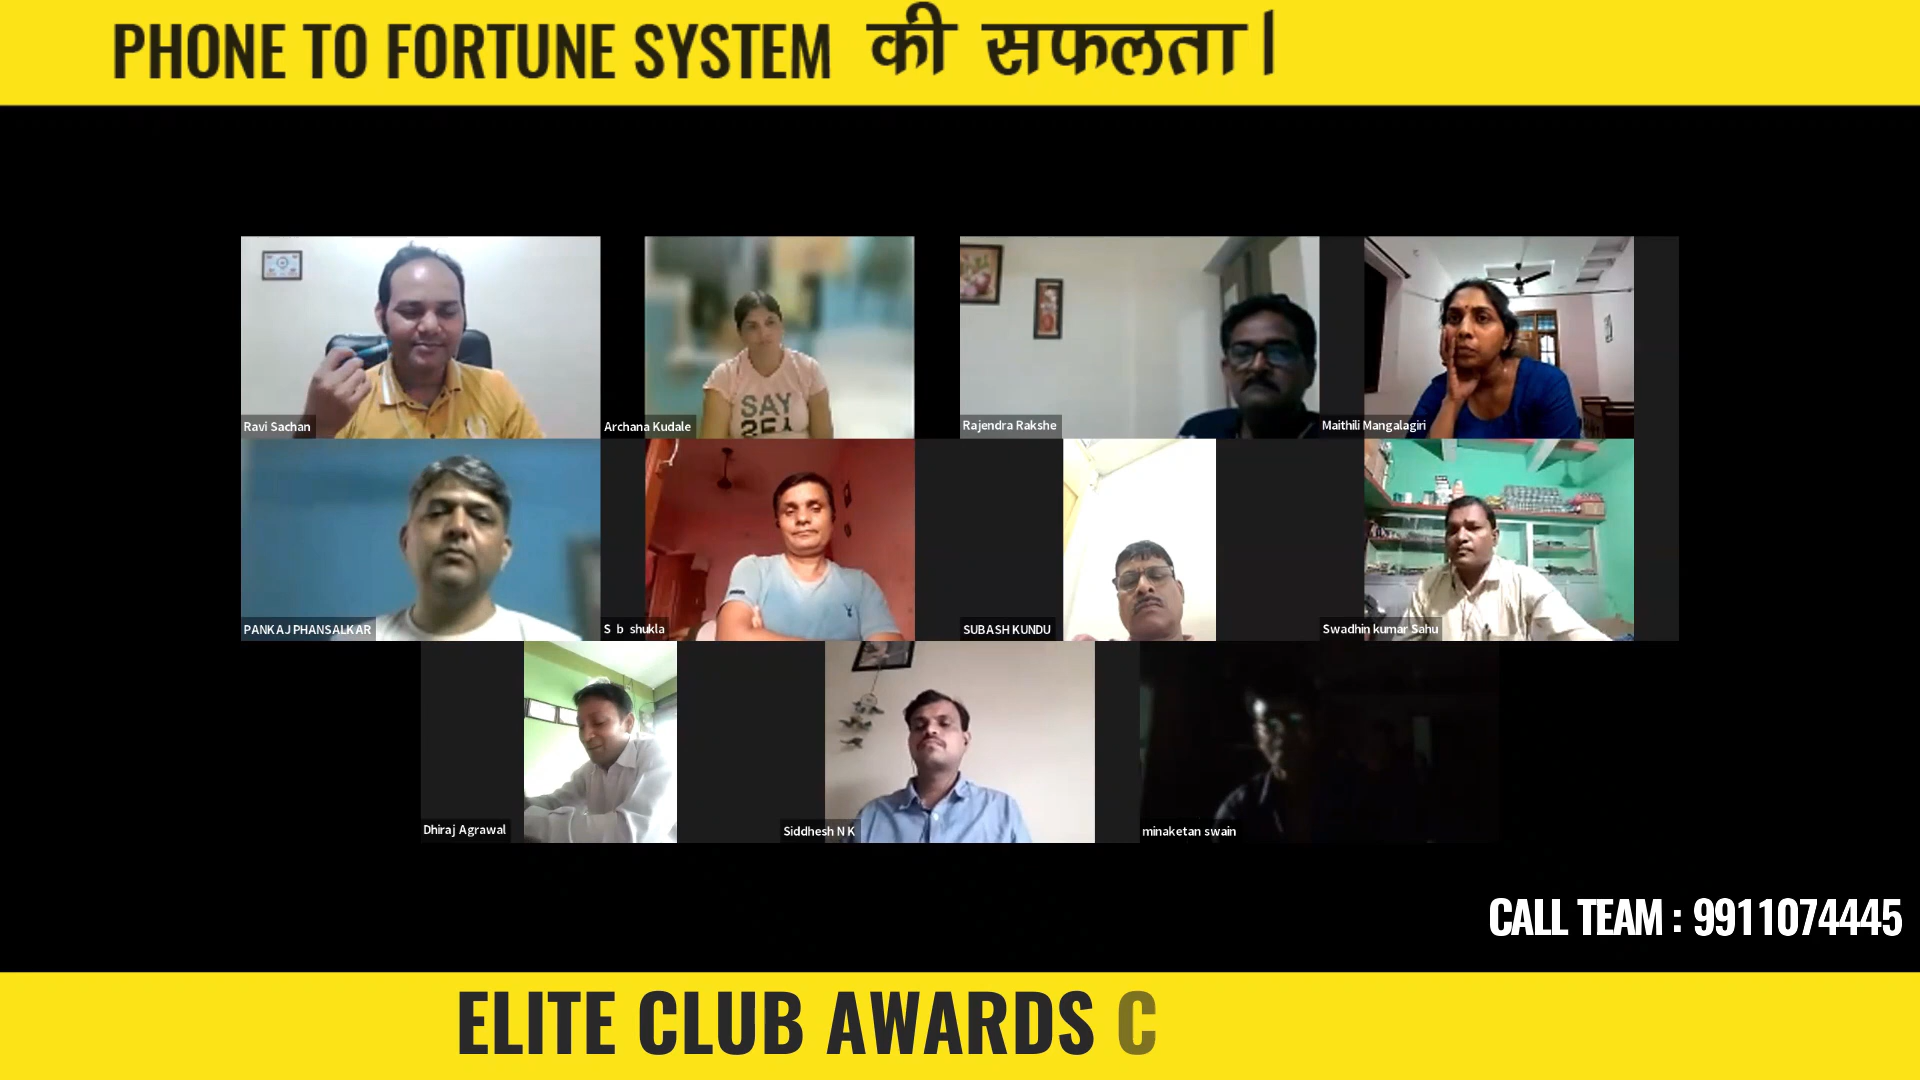 PHONE TO FORTUNE SYSTEM की सफलता।
Ravi Sachan
Archana Kudale
SAY
Rajendra Rakshe
Maithili Mangalagiri
PANKAJ PHANSALKAR
S b shukla
SUBASH KUNDU
Swadhin kumar Sahu
Dhiraj Agrawal
Siddhesh N K
minaketan swain
CALL TEAM : 9911074445
ELITE CLUB AWARDS C